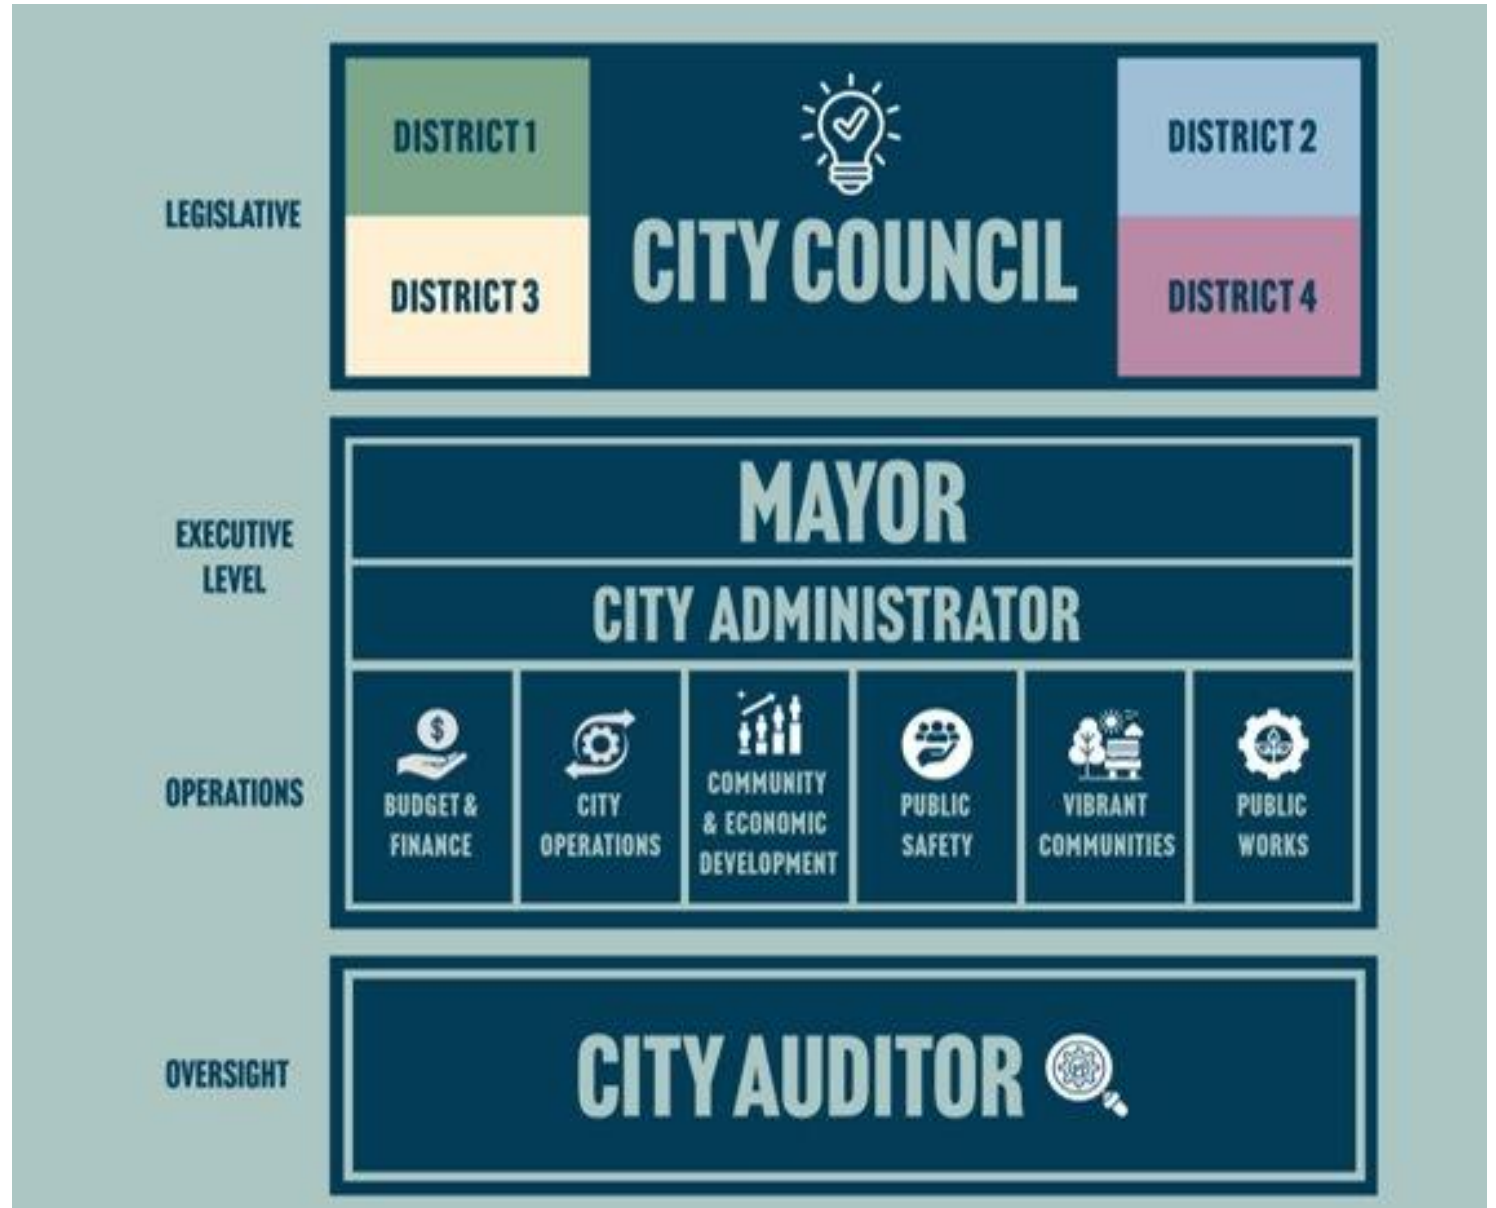 LEGISLATIVE
DISTRICT 1
DISTRICT 2
CITY COUNCIL
DISTRICT 3
DISTRICT 4
EXECUTIVE
LEVEL
MAYOR
CITY ADMINISTRATOR
OPERATIONS
BUDGET &
FINANCE
CITY
OPERATIONS
COMMUNITY
& ECONOMIC
DEVELOPMENT
PUBLIC
SAFETY
VIBRANT
COMMUNITIES
PUBLIC
WORKS
OVERSIGHT
CITY AUDITOR